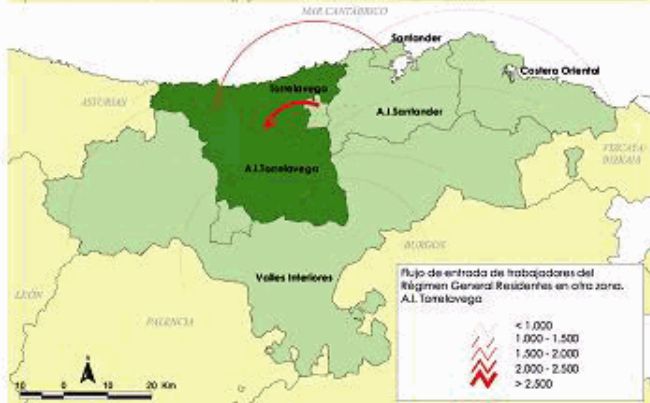 MAR CANTÁBRICO
Santander
Costera Oriental
Torrelavega
ASTURIAS
A.I.Santander
VIZCAYA-
BIZKAIA
A.I.Torrelavega
BURGOS
Valles Interiores
LEÓN
PALENCIA
Flujo de entrada de trabajadores del
Régimen General Residentes en otra zona.
A.I. Torrelavega
< 1.000
1.000 - 1.500
1.500 - 2.000
2.000 - 2.500
> 2.500
N
10 0 10 20 Km